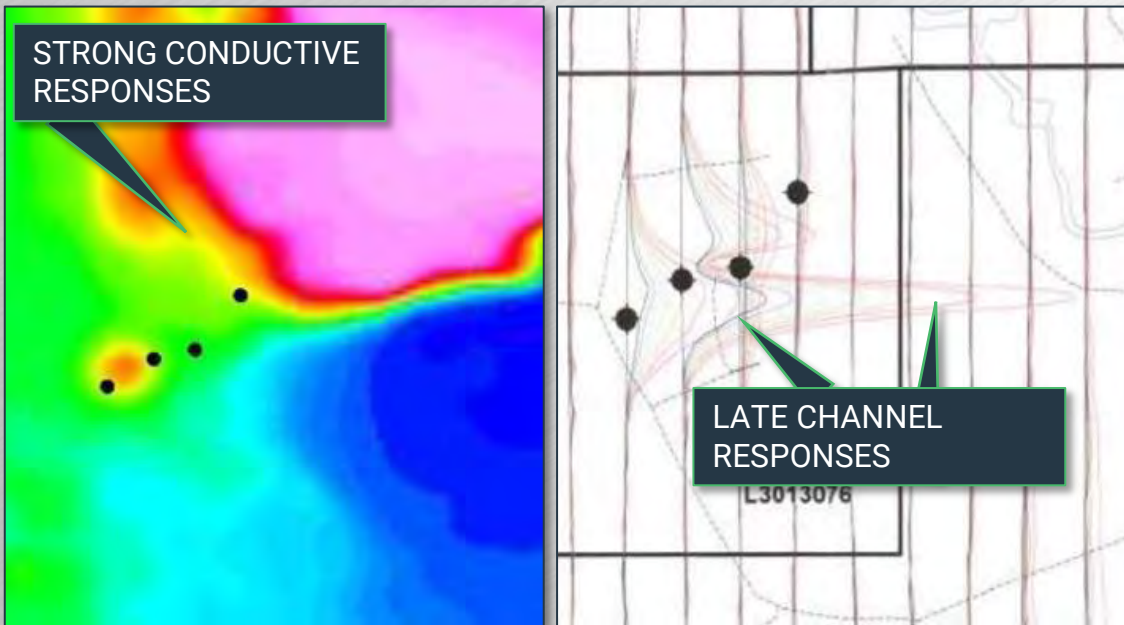 STRONG CONDUCTIVE
RESPONSES
LATE CHANNEL
RESPONSES
L3013076